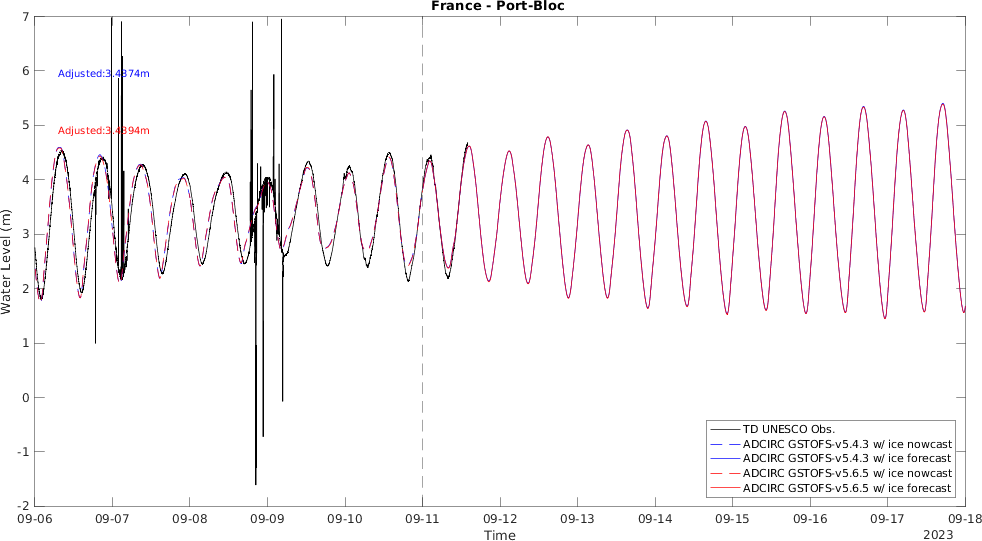 France - Port-Bloc
7
6
5
4
3
2
1
0
-1
-2
Water Level (m)
Adjusted:3.4374m
Adjusted:3.4394m
TD UNESCO Obs.
ADCIRC GSTOFS-v5.4.3 w/ ice nowcast
ADCIRC GSTOFS-v5.4.3 w/ ice forecast
ADCIRC GSTOFS-v5.6.5 w/ ice nowcast
ADCIRC GSTOFS-v5.6.5 w/ ice forecast
09-06 09-07 09-08 09-09 09-10 09-11 09-12 09-13 09-14 09-15 09-16 09-17 09-18
Time
2023